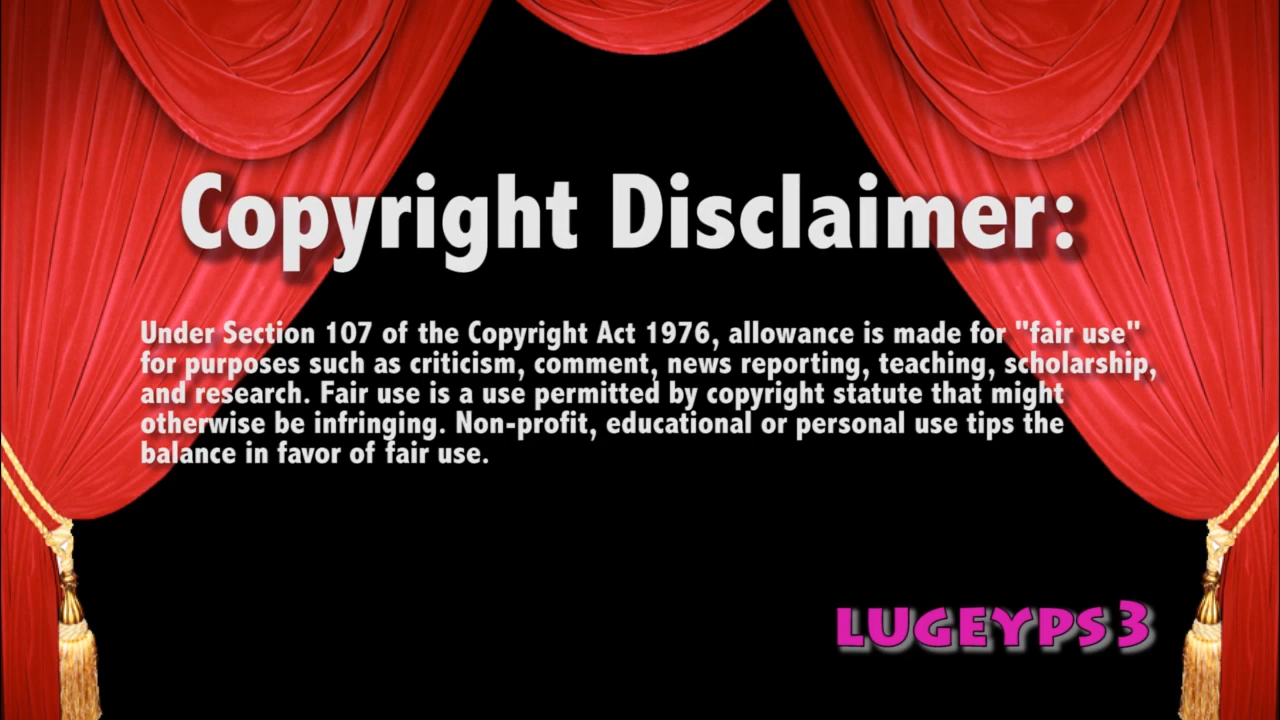 Copyright Disclaimer:
Under Section 107 of the Copyright Act 1976, allowance is made for "fair use"
for purposes such as criticism, comment, news reporting, teaching, scholarship,
and research. Fair use is a use permitted by copyright statute that might
otherwise be infringing. Non-profit, educational or personal use tips the
balance in favor of fair use.
LUGEYPS3